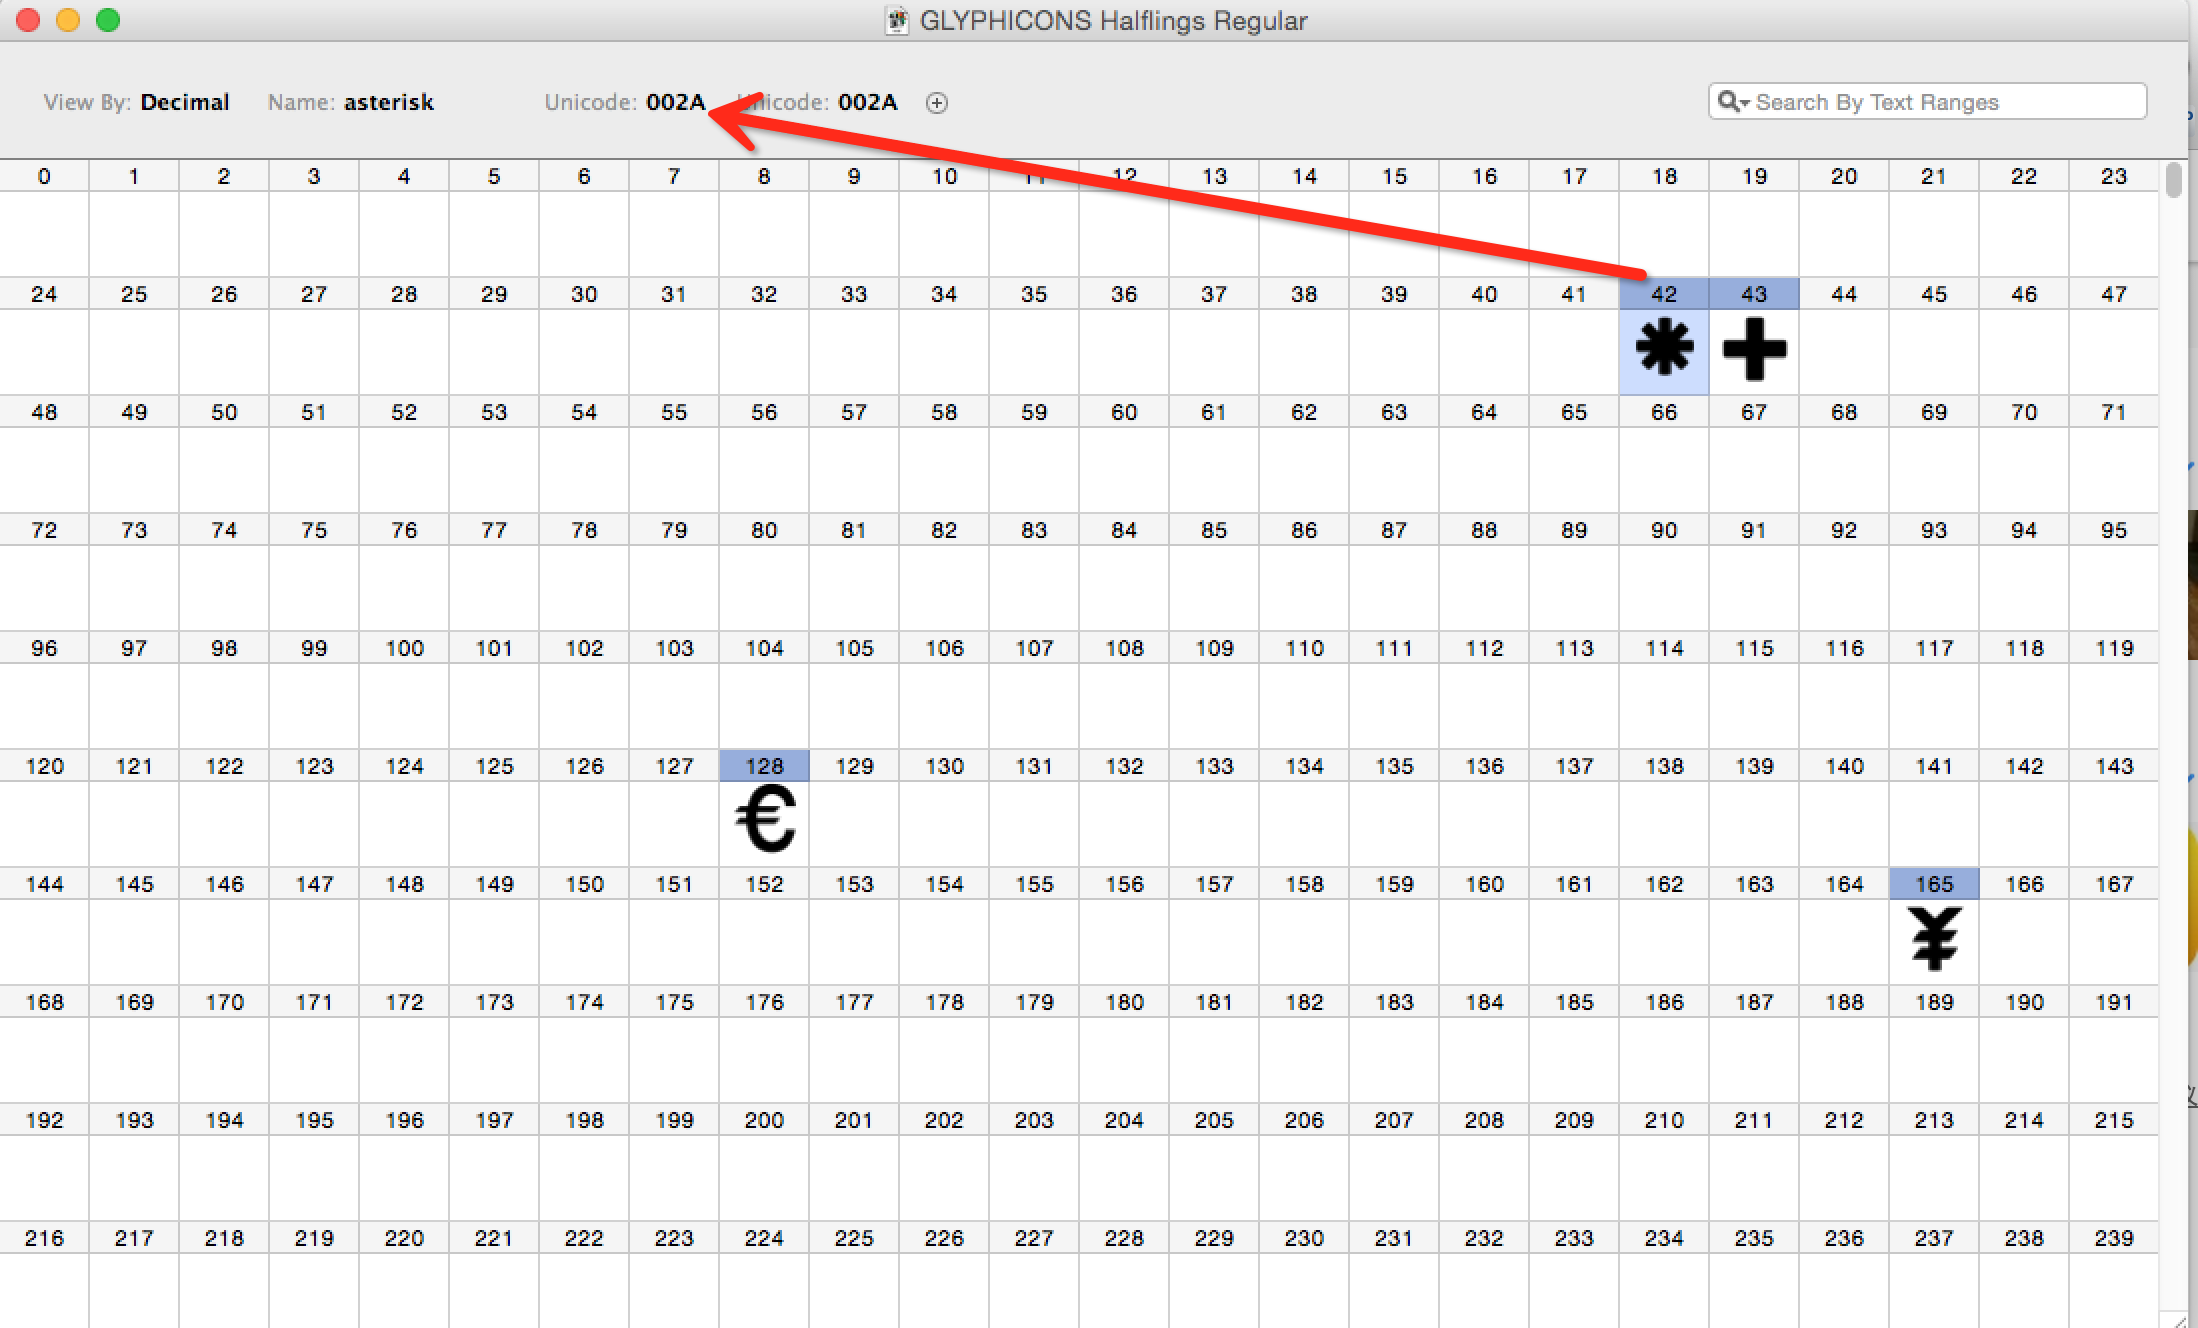 GLYPHICONS Halflings Regular
View By: Decimal Name: asterisk Unicode: 002A Unicode: 002A Search By Text Ranges
0 1 2 3 4 5 6 7 8 9 10 11 12 13 14 15 16 17 18 19 20 21 22 23
24 25 26 27 28 29 30 31 32 33 34 35 36 37 38 39 40 41 42 43 44 45 46 47
* +
48 49 50 51 52 53 54 55 56 57 58 59 60 61 62 63 64 65 66 67 68 69 70 71
72 73 74 75 76 77 78 79 80 81 82 83 84 85 86 87 88 89 90 91 92 93 94 95
96 97 98 99 100 101 102 103 104 105 106 107 108 109 110 111 112 113 114 115 116 117 118 119
120 121 122 123 124 125 126 127 128 129 130 131 132 133 134 135 136 137 138 139 140 141 142 143
€
144 145 146 147 148 149 150 151 152 153 154 155 156 157 158 159 160 161 162 163 164 165 166 167
¥
168 169 170 171 172 173 174 175 176 177 178 179 180 181 182 183 184 185 186 187 188 189 190 191
192 193 194 195 196 197 198 199 200 201 202 203 204 205 206 207 208 209 210 211 212 213 214 215
216 217 218 219 220 221 222 223 224 225 226 227 228 229 230 231 232 233 234 235 236 237 238 239